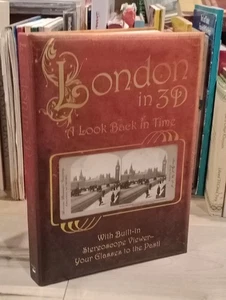 London
in 3D
A Look Back in Time
With Built-in
Stereoscope Viewer–
Your Glasses to the Past!